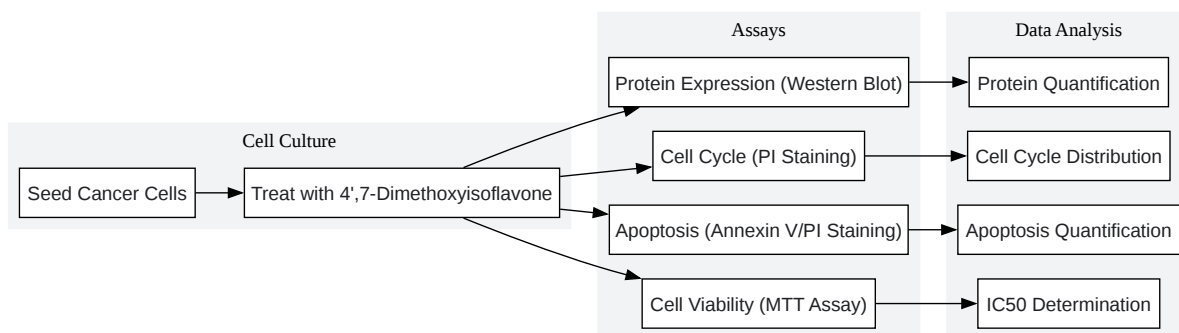 Assays
Data Analysis
Protein Expression (Western Blot)
Protein Quantification
Cell Culture
Cell Cycle (PI Staining)
Cell Cycle Distribution
Seed Cancer Cells
Treat with 4',7-Dimethoxyisoflavone
Apoptosis (Annexin V/PI Staining)
Apoptosis Quantification
Cell Viability (MTT Assay)
IC50 Determination